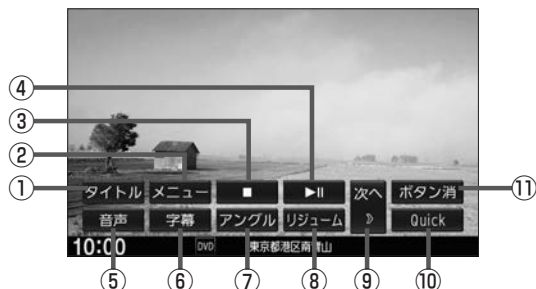 ④
③
②
①
タイトル メニュー ■ ▶II 次へ ボタン消
⑪
音声 字幕 アングル リジューム Quick
10:00 DVD 東京都港区南青山
⑤ ⑥ ⑦ ⑧ ⑨ ⑩